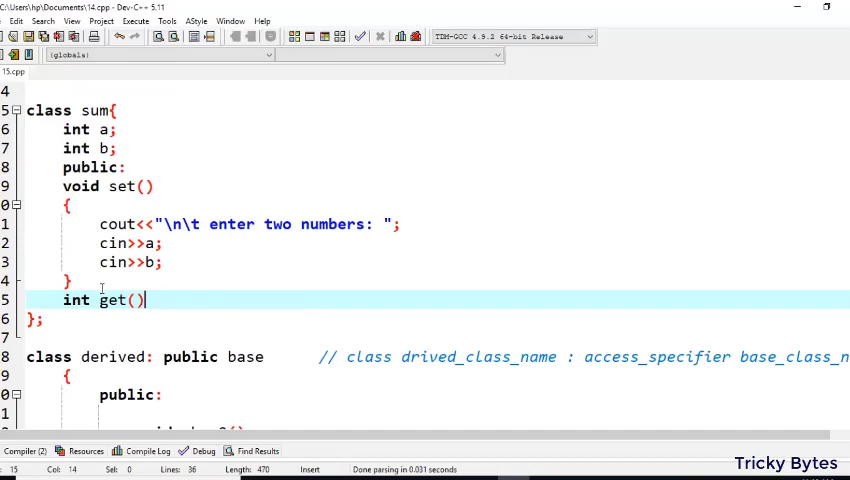 C:\Users\hp\Documents\14.cpp - Dev-C++ 5.11
Edit Search View Project Execute Tools AStyle Window Help
TDM-GCC 4.9.2 64-bit Release
(globals)
15.cpp
4
5 class sum{
6 int a;
7 int b;
8 public:
9 void set()
0 {
1 cout<<"\n\t enter two numbers: ";
2 cin>>a;
3 cin>>b;
4 }
5 int get()
6 };
7
8 class derived: public base // class drived_class_name : access_specifier base_class_n
9 {
0 public:
1
Compiler (2) Resources Compile Log Debug Find Results
15 Col: 14 Sel: 0 Lines: 36 Length: 470 Insert Done parsing in 0.031 seconds
Tricky Bytes